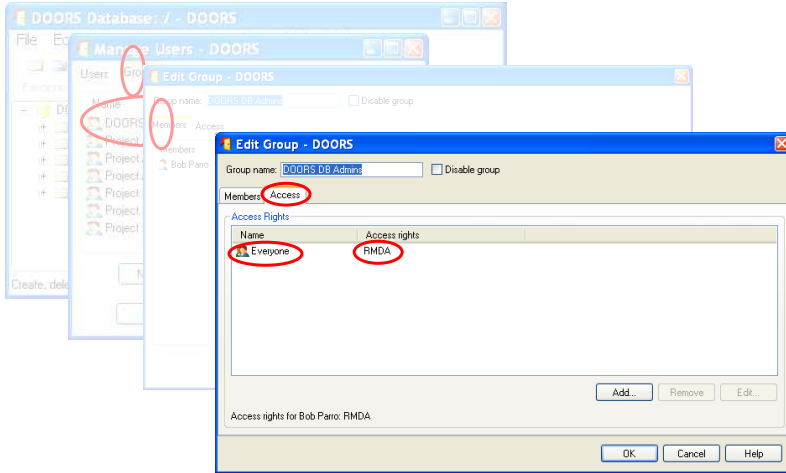 DOORS Database: / - DOORS
File
Manage Users - DOORS
Users
Edit Group - DOORS
Group name: DOORS DB Admins Disable group
Name
DOORS
Members Access
Members
Bob Parro
Project
Project
Project
Project
Project
Project
Create, dele
Edit Group - DOORS
Group name: DOORS DB Admins Disable group
Members Access
Access Rights
Name Access rights
Everyone RMDA
Add... Remove Edit...
Access rights for Bob Parro: RMDA
OK Cancel Help